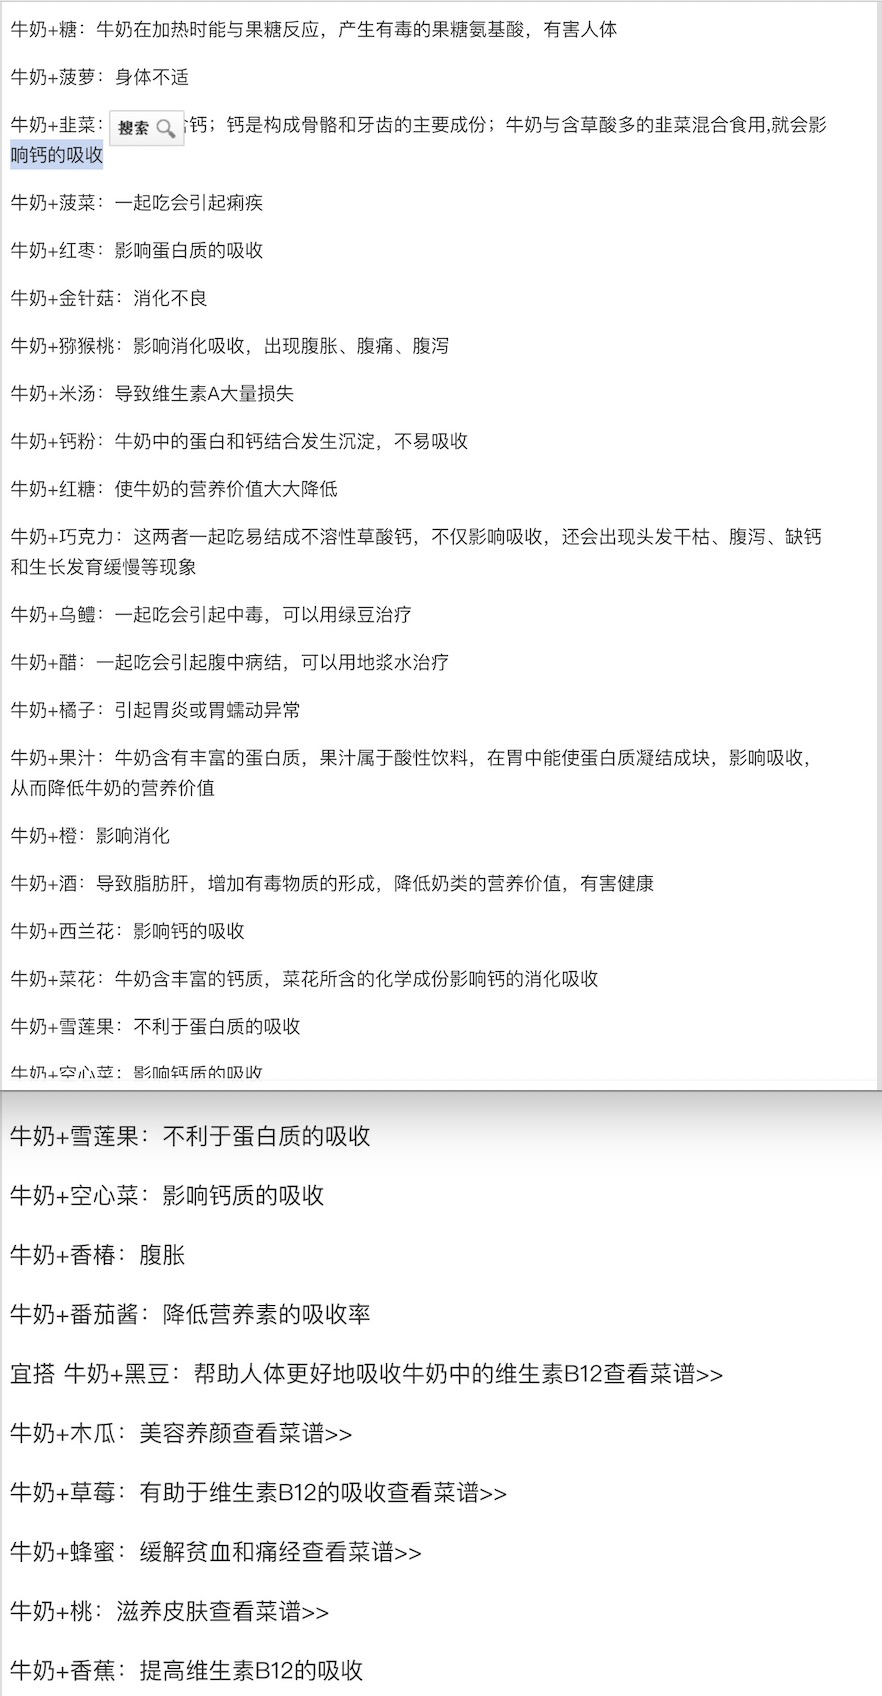 牛奶+糖：牛奶在加热时能与果糖反应，产生有毒的果糖氨基酸，有害人体
牛奶+菠萝：身体不适
牛奶+韭菜：搜索钙；钙是构成骨骼和牙齿的主要成份；牛奶与含草酸多的韭菜混合食用,就会影
响钙的吸收
牛奶+菠菜：一起吃会引起痢疾
牛奶+红枣：影响蛋白质的吸收
牛奶+金针菇：消化不良
牛奶+猕猴桃：影响消化吸收，出现腹胀、腹痛、腹泻
牛奶+米汤：导致维生素A大量损失
牛奶+钙粉：牛奶中的蛋白和钙结合发生沉淀，不易吸收
牛奶+红糖：使牛奶的营养价值大大降低
牛奶+巧克力：这两者一起吃易结成不溶性草酸钙，不仅影响吸收，还会出现头发干枯、腹泻、缺钙
和生长发育缓慢等现象
牛奶+乌鳢：一起吃会引起中毒，可以用绿豆治疗
牛奶+醋：一起吃会引起腹中病结，可以用地浆水治疗
牛奶+橘子：引起胃炎或胃蠕动异常
牛奶+果汁：牛奶含有丰富的蛋白质，果汁属于酸性饮料，在胃中能使蛋白质凝结成块，影响吸收，
从而降低牛奶的营养价值
牛奶+橙：影响消化
牛奶+酒：导致脂肪肝，增加有毒物质的形成，降低奶类的营养价值，有害健康
牛奶+西兰花：影响钙的吸收
牛奶+菜花：牛奶含丰富的钙质，菜花所含的化学成份影响钙的消化吸收
牛奶+雪莲果：不利于蛋白质的吸收
牛奶+空心菜：影响钙质的吸收
牛奶+雪莲果：不利于蛋白质的吸收
牛奶+空心菜：影响钙质的吸收
牛奶+香椿：腹胀
牛奶+番茄酱：降低营养素的吸收率
宜搭 牛奶+黑豆：帮助人体更好地吸收牛奶中的维生素B12查看菜谱>>
牛奶+木瓜：美容养颜查看菜谱>>
牛奶+草莓：有助于维生素B12的吸收查看菜谱>>
牛奶+蜂蜜：缓解贫血和痛经查看菜谱>>
牛奶+桃：滋养皮肤查看菜谱>>
牛奶+香蕉：提高维生素B12的吸收